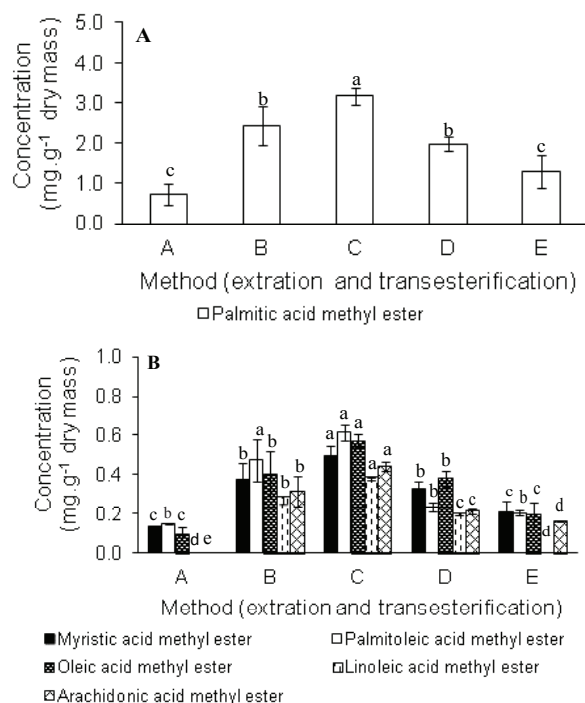 A
Concentration
(mg.g⁻¹ dry mass)
5.0
4.0
3.0
2.0
1.0
0.0
c
b
a
b
c
A B C D E
Method (extration and transesterification)
Palmitic acid methyl ester
B
Concentration
(mg.g⁻¹ dry mass)
1.0
0.8
0.6
0.4
0.2
0.0
c b c d e
b a b b b
a a a a a
b b b c c
c b c d d
A B C D E
Method (extration and transesterification)
Myristic acid methyl ester Palmitoleic acid methyl ester
Oleic acid methyl ester Linoleic acid methyl ester
Arachidonic acid methyl ester